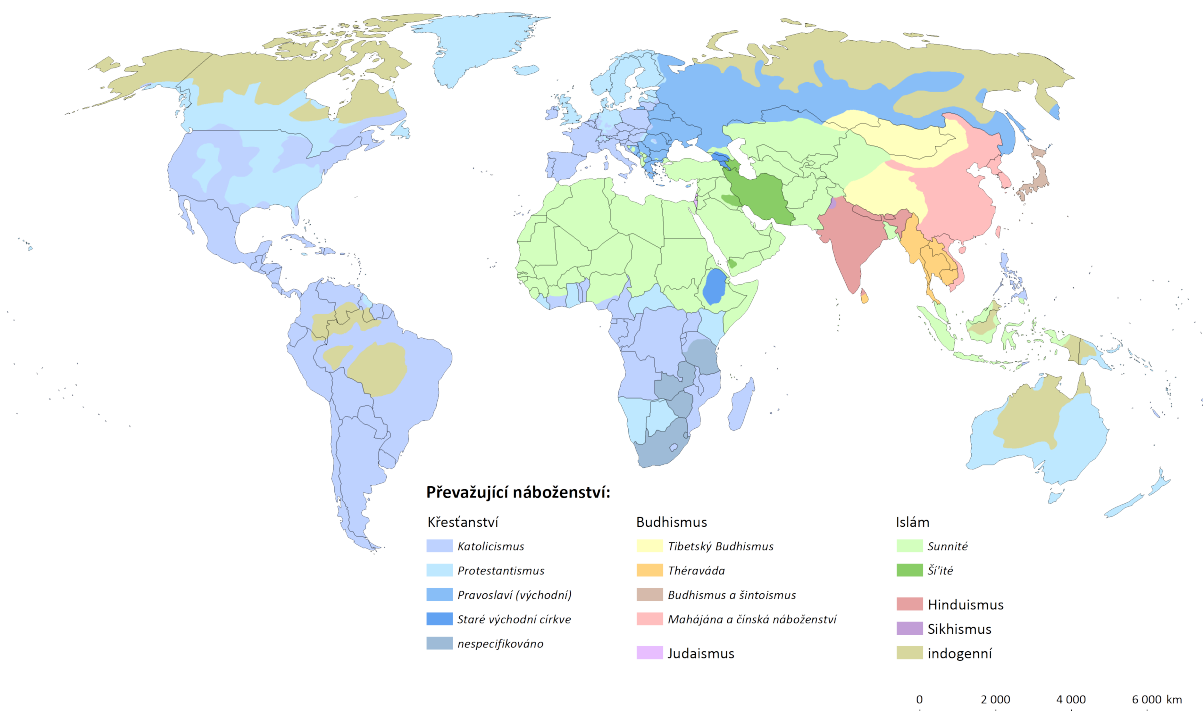 Převažující náboženství:
Křesťanství
Katolicismus
Protestantismus
Pravoslaví (východní)
Staré východní církve
nespecifikováno
Budhismus
Tibetský Budhismus
Théraváda
Budhismus a šintoismus
Mahájána a čínská náboženství
Judaismus
Islám
Sunnité
Ší'ité
Hinduismus
Sikhismus
indogenní
0 2 000 4 000 6 000 km